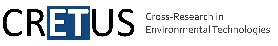 CRETUS
Cross-Research in
Environmental Technologies